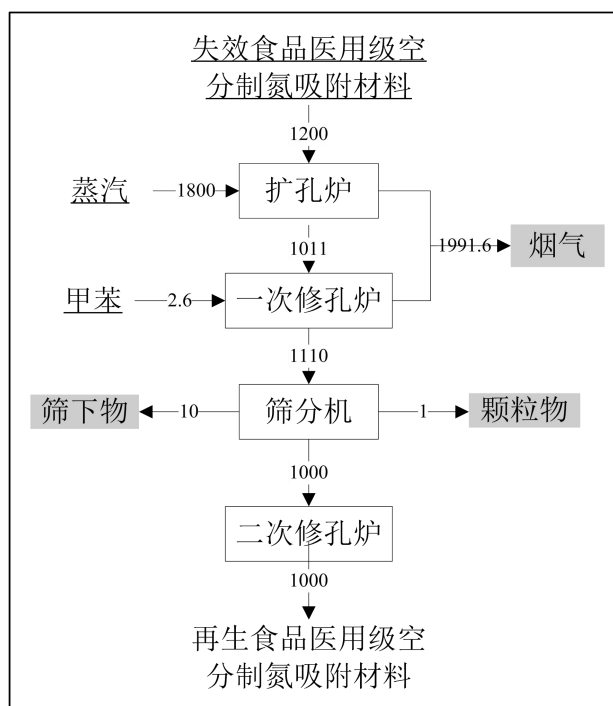 失效食品医用级空
分制氮吸附材料
1200
蒸汽
1800
扩孔炉
1011
1991.6
烟气
甲苯
2.6
一次修孔炉
1110
筛下物
10
筛分机
1
颗粒物
1000
二次修孔炉
1000
再生食品医用级空
分制氮吸附材料